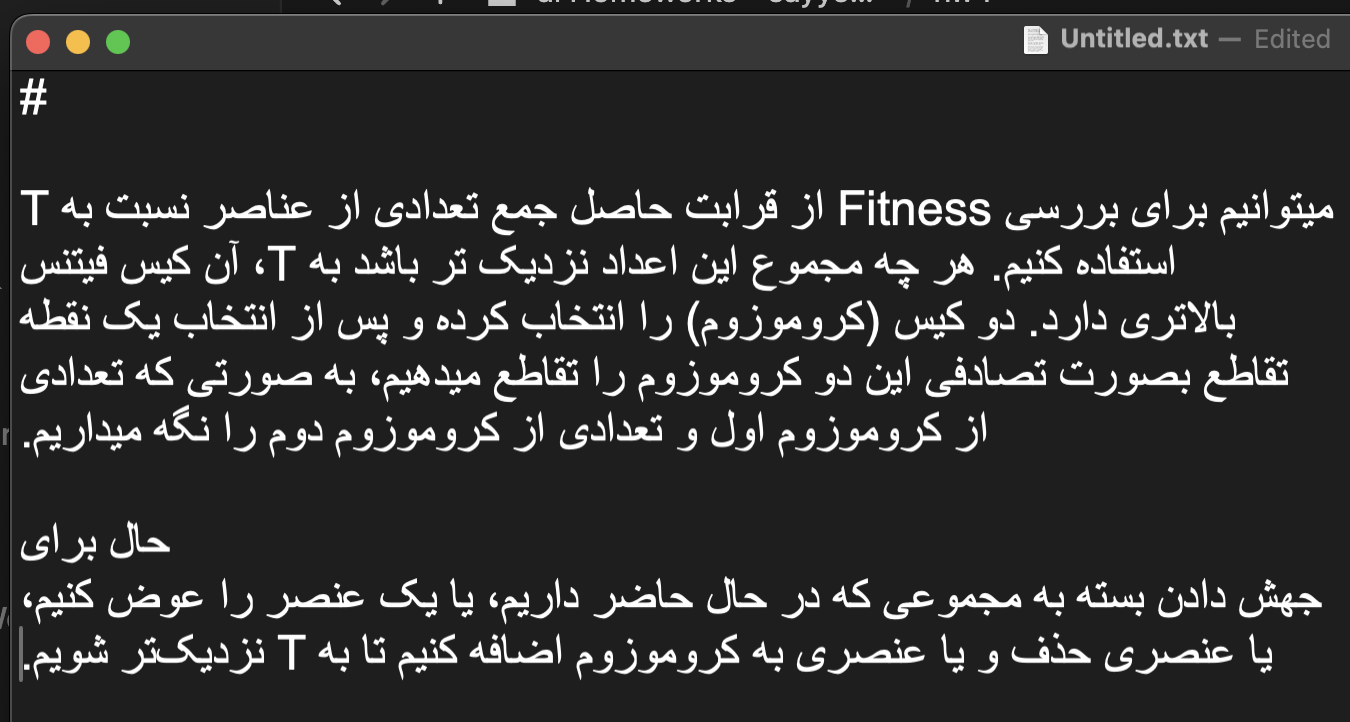 Untitled.txt — Edited
#
میتوانیم برای بررسی Fitness از قرابت حاصل جمع تعدادی از عناصر نسبت به T
استفاده کنیم. هر چه مجموع این اعداد نزدیک تر باشد به T، آن کیس فیتنس
بالاتری دارد. دو کیس (کروموزوم) را انتخاب کرده و پس از انتخاب یک نقطه
تقاطع بصورت تصادفی این دو کروموزوم را تقاطع میدهیم، به صورتی که تعدادی
از کروموزوم اول و تعدادی از کروموزوم دوم را نگه میداریم.
حال برای
جهش دادن بسته به مجموعی که در حال حاضر داریم، یا یک عنصر را عوض کنیم،
یا عنصری حذف و یا عنصری به کروموزوم اضافه کنیم تا به T نزدیک‌تر شویم.